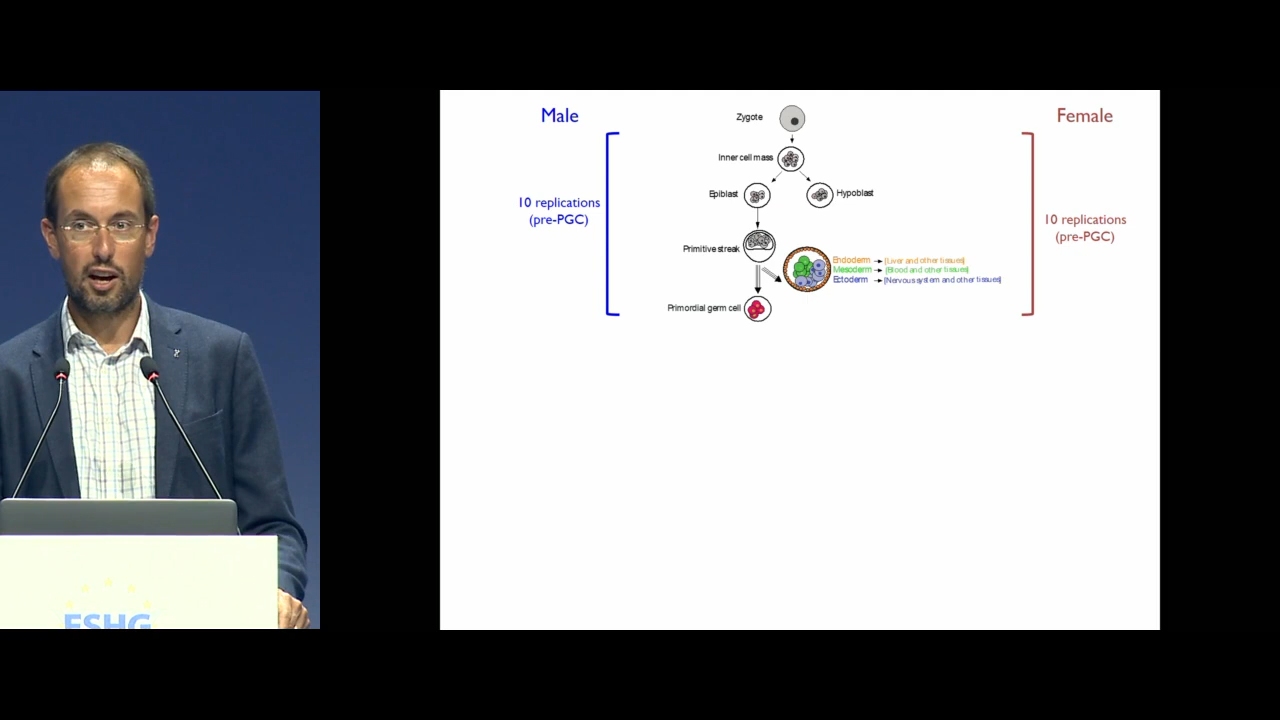 Male
Female
Zygote
Inner cell mass
Epiblast
Hypoblast
10 replications
(pre-PGC)
10 replications
(pre-PGC)
Primitive streak
Endoderm → [Liver and other tissues]
Mesoderm → [Blood and other tissues]
Ectoderm → [Nervous system and other tissues]
Primordial germ cell
ESHG